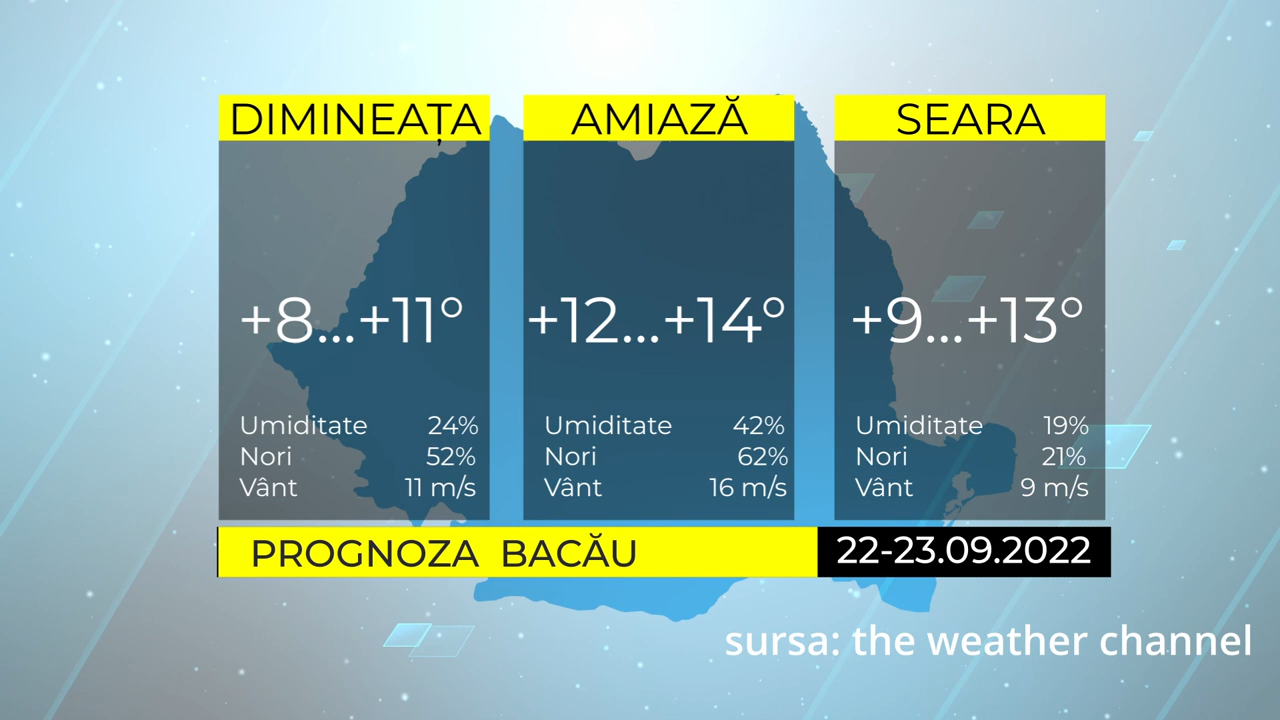 DIMINEAȚA
+8...+11°
Umiditate 24%
Nori 52%
Vânt 11 m/s
AMIAZĂ
+12...+14°
Umiditate 42%
Nori 62%
Vânt 16 m/s
SEARA
+9...+13°
Umiditate 19%
Nori 21%
Vânt 9 m/s
PROGNOZA BACĂU
22-23.09.2022
sursa: the weather channel